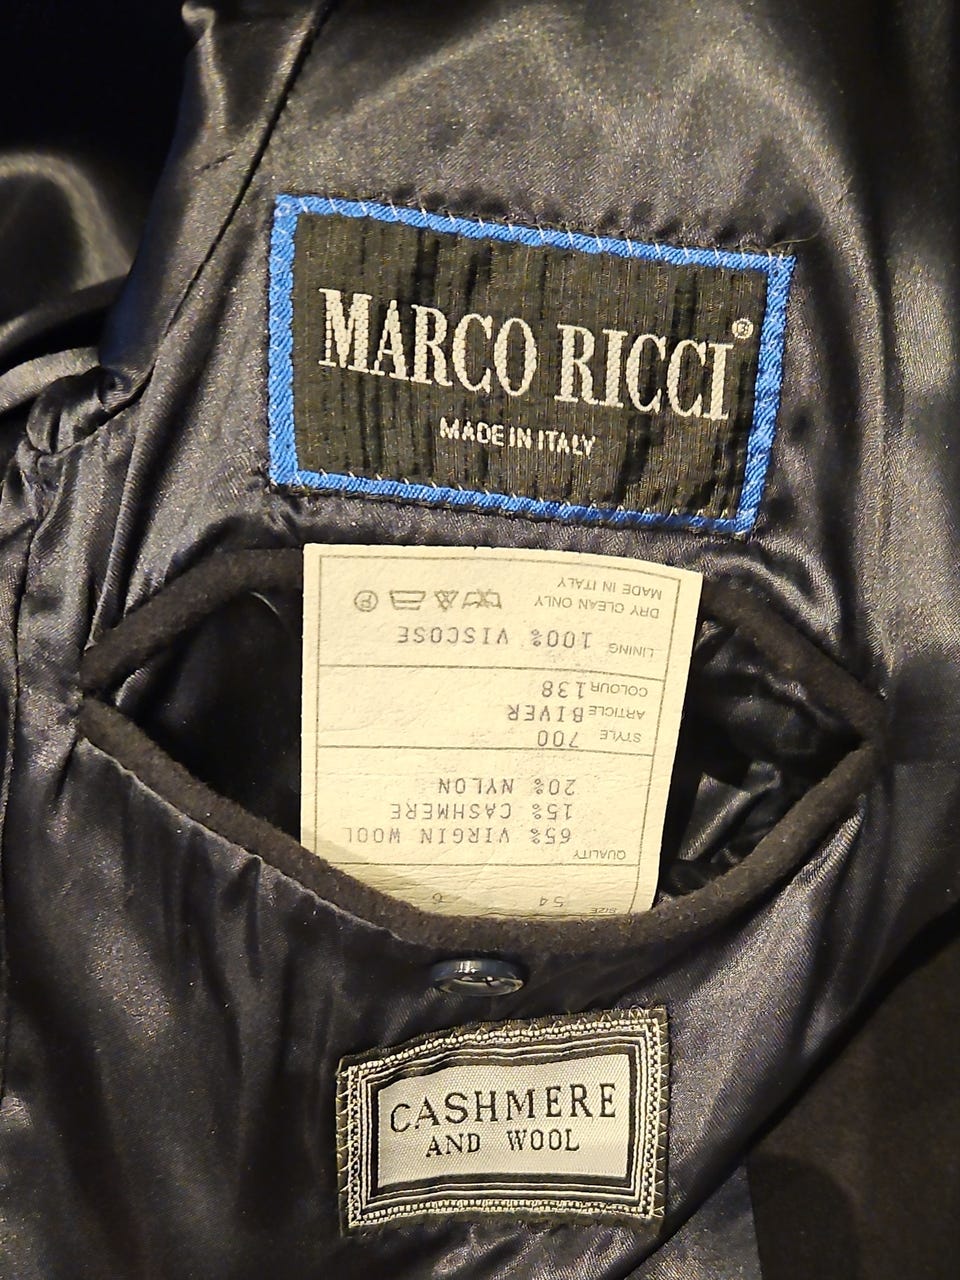 MARCO RICCI®
MADE IN ITALY
SIZE 54 6
QUALITY
65% VIRGIN WOOL
15% CASHMERE
20% NYLON
STYLE 700
ARTICLE BIVER
COLOUR 138
LINING 100% VISCOSE
DRY CLEAN ONLY
MADE IN ITALY
P
CASHMERE
AND WOOL